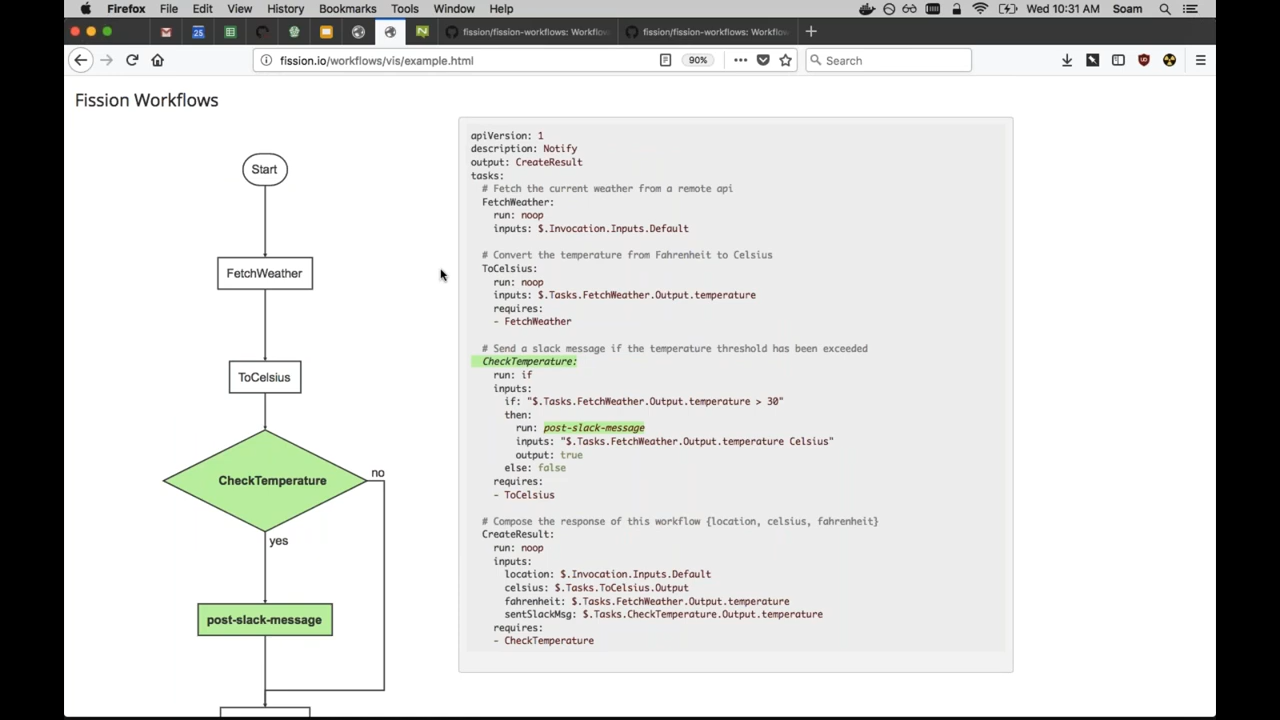 Firefox File Edit View History Bookmarks Tools Window Help Wed 10:31 AM Soam
25 fission/fission-workflows: Workflo fission/fission-workflows: Workflo
fission.io/workflows/vis/example.html 90% Search
Fission Workflows
Start
FetchWeather
ToCelsius
CheckTemperature
no
yes
post-slack-message
apiVersion: 1
description: Notify
output: CreateResult
tasks:
# Fetch the current weather from a remote api
FetchWeather:
run: noop
inputs: $.Invocation.Inputs.Default
# Convert the temperature from Fahrenheit to Celsius
ToCelsius:
run: noop
inputs: $.Tasks.FetchWeather.Output.temperature
requires:
- FetchWeather
# Send a slack message if the temperature threshold has been exceeded
CheckTemperature:
run: if
inputs:
if: "$.Tasks.FetchWeather.Output.temperature > 30"
then:
run: post-slack-message
inputs: "$.Tasks.FetchWeather.Output.temperature Celsius"
output: true
else: false
requires:
- ToCelsius
# Compose the response of this workflow {location, celsius, fahrenheit}
CreateResult:
run: noop
inputs:
location: $.Invocation.Inputs.Default
celsius: $.Tasks.ToCelsius.Output
fahrenheit: $.Tasks.FetchWeather.Output.temperature
sentSlackMsg: $.Tasks.CheckTemperature.Output.temperature
requires:
- CheckTemperature